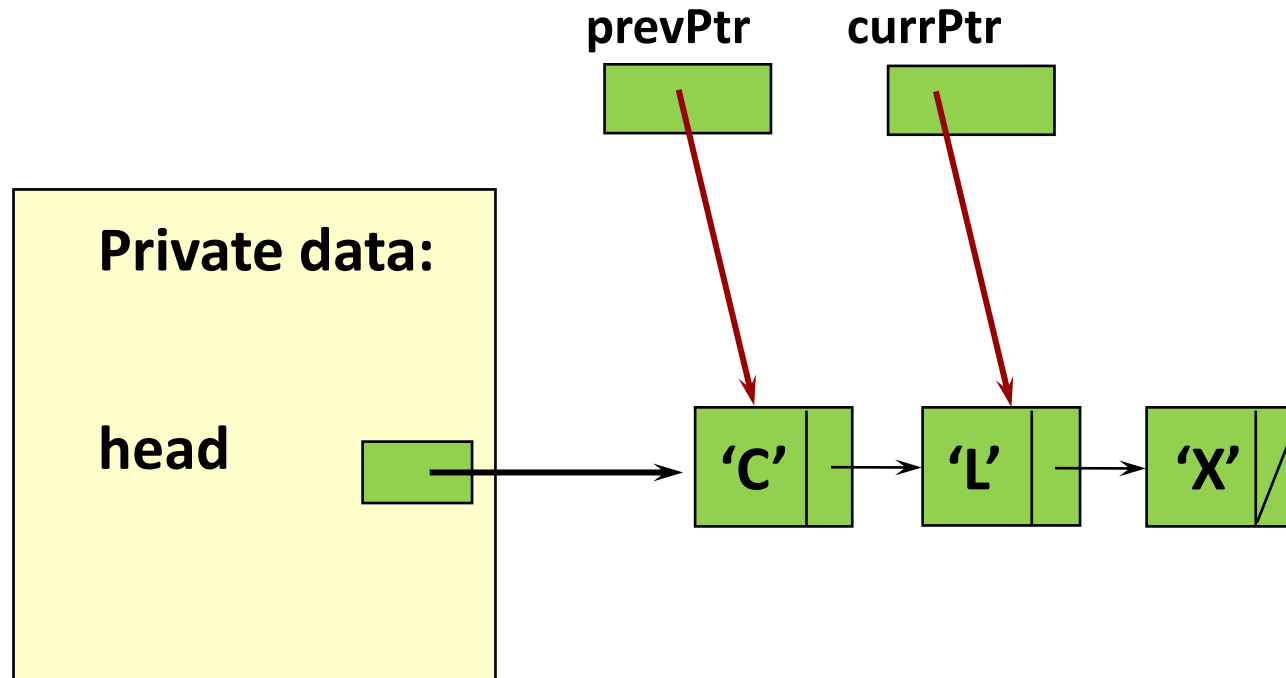 prevPtr currPtr
Private data:
head
‘C’ ‘L’ ‘X’